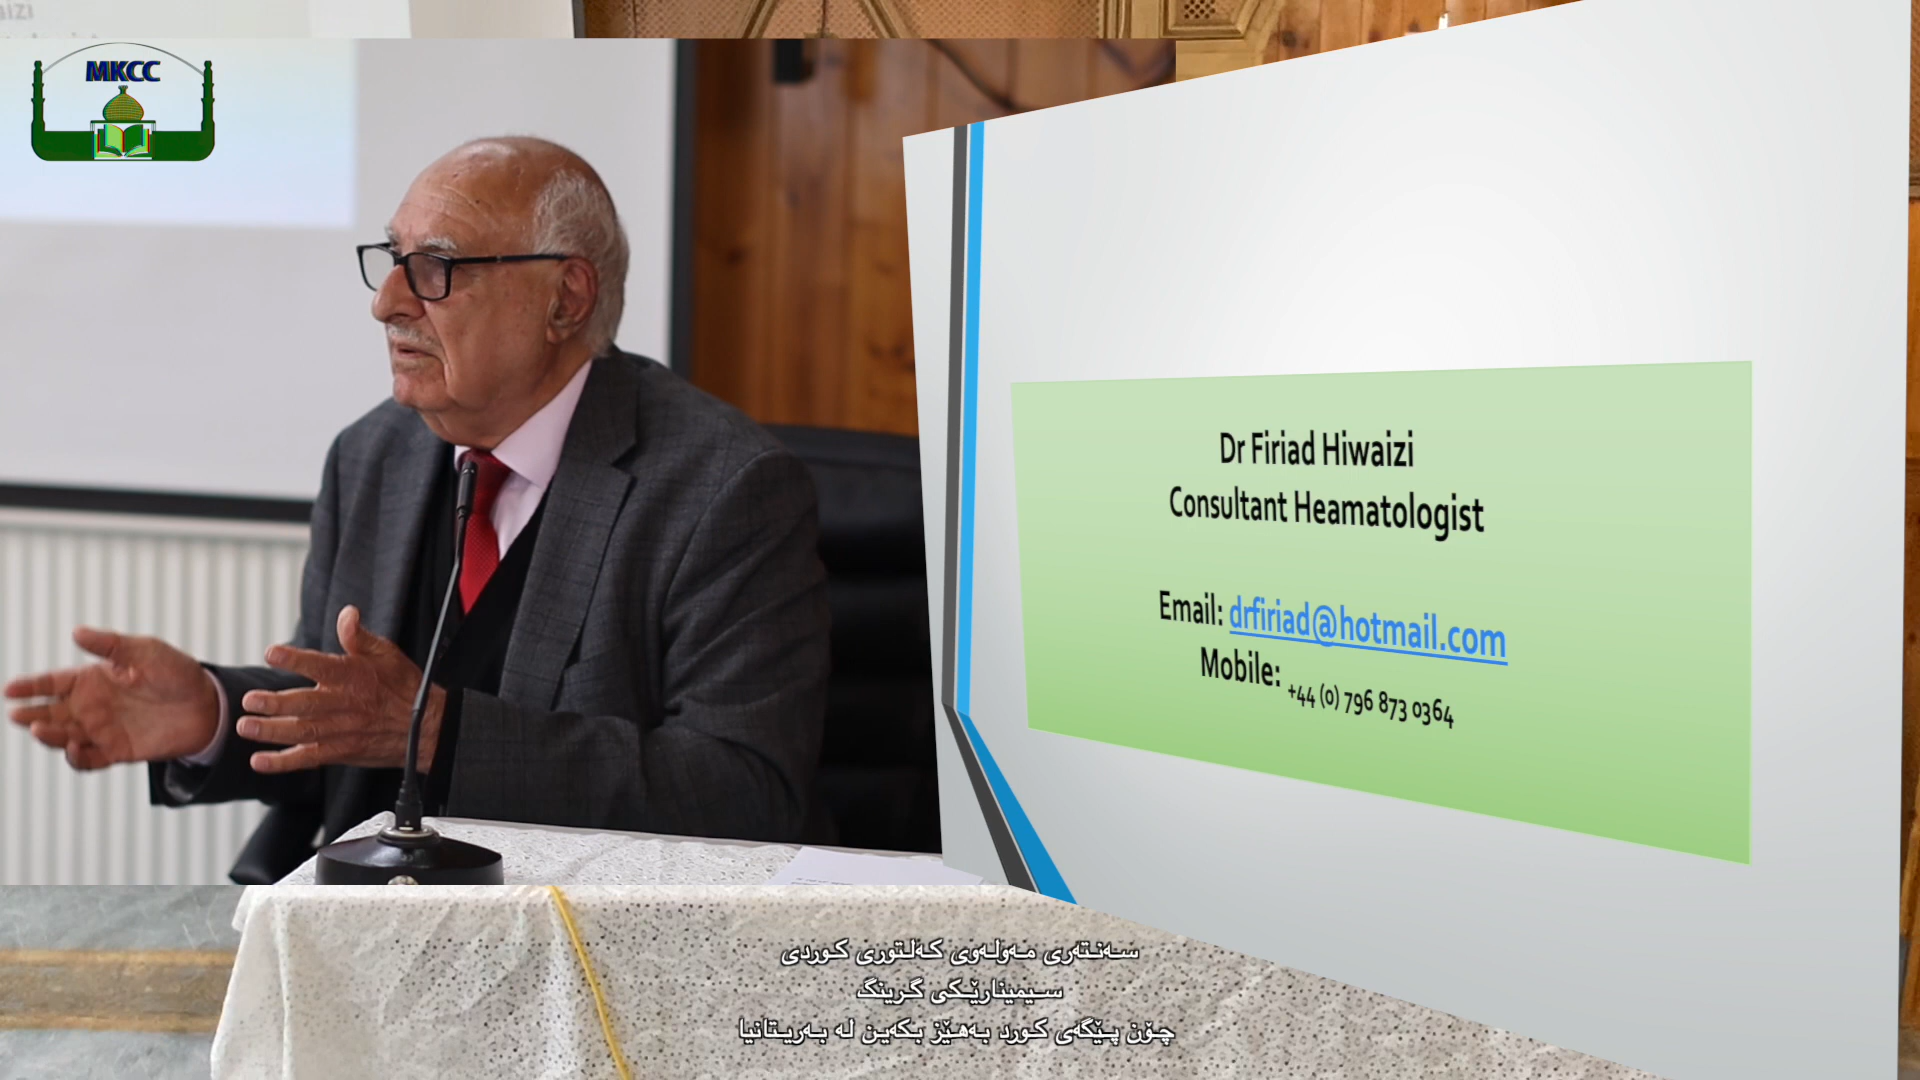 MKCC
Dr Firiad Hiwaizi
Consultant Heamatologist
Email: drfiriad@hotmail.com
Mobile: +44 (0) 796 873 0364
سەنتەری مەولەوی کەلتوری کوردی
سیمینارێکی گرینگ
چۆن پێگەی کورد بەهێز بکەین لە بەریتانیا